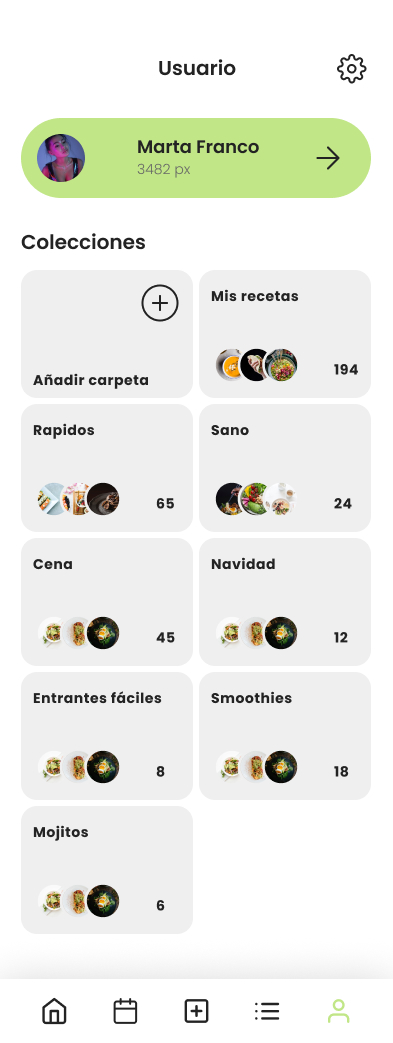 Usuario
Marta Franco
3482 px
Colecciones
Añadir carpeta
Mis recetas
194
Rapidos
65
Sano
24
Cena
45
Navidad
12
Entrantes fáciles
8
Smoothies
18
Mojitos
6